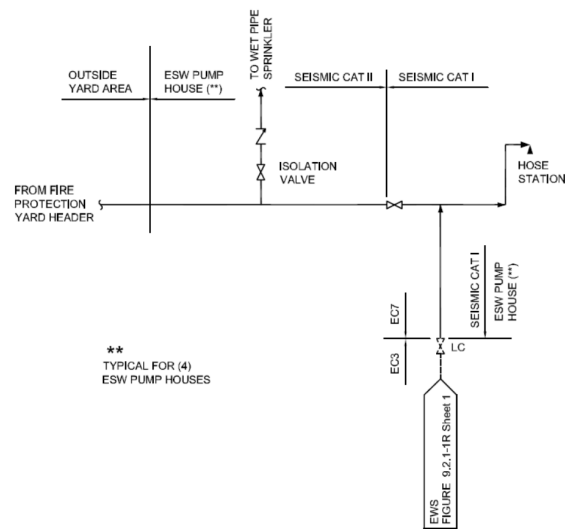 TO WET PIPE
SPRINKLER
OUTSIDE
YARD AREA
ESW PUMP
HOUSE (**)
SEISMIC CAT II
SEISMIC CAT I
ISOLATION
VALVE
HOSE
STATION
FROM FIRE
PROTECTION
YARD HEADER
SEISMIC CAT I
ESW PUMP
HOUSE (**)
EC7
EC3
LC
**
TYPICAL FOR (4)
ESW PUMP HOUSES
EWS
FIGURE 9.2.1-1R Sheet 1